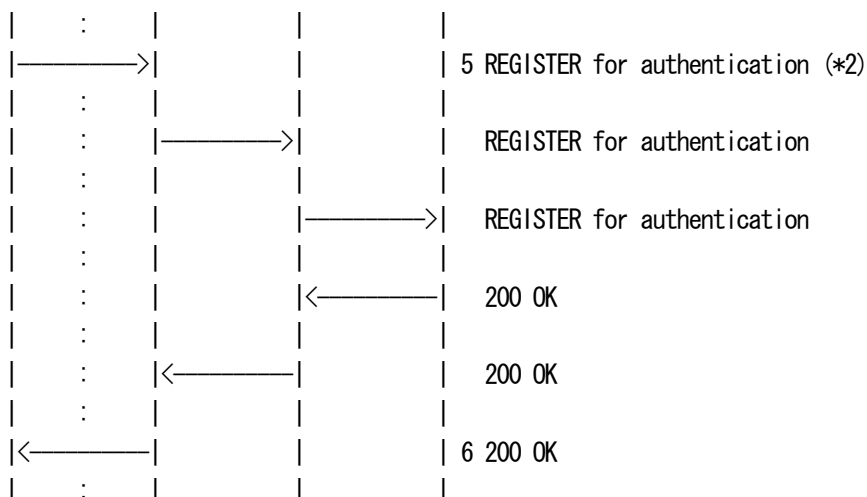 5 REGISTER for authentication (*2)
REGISTER for authentication
REGISTER for authentication
200 OK
200 OK
6 200 OK